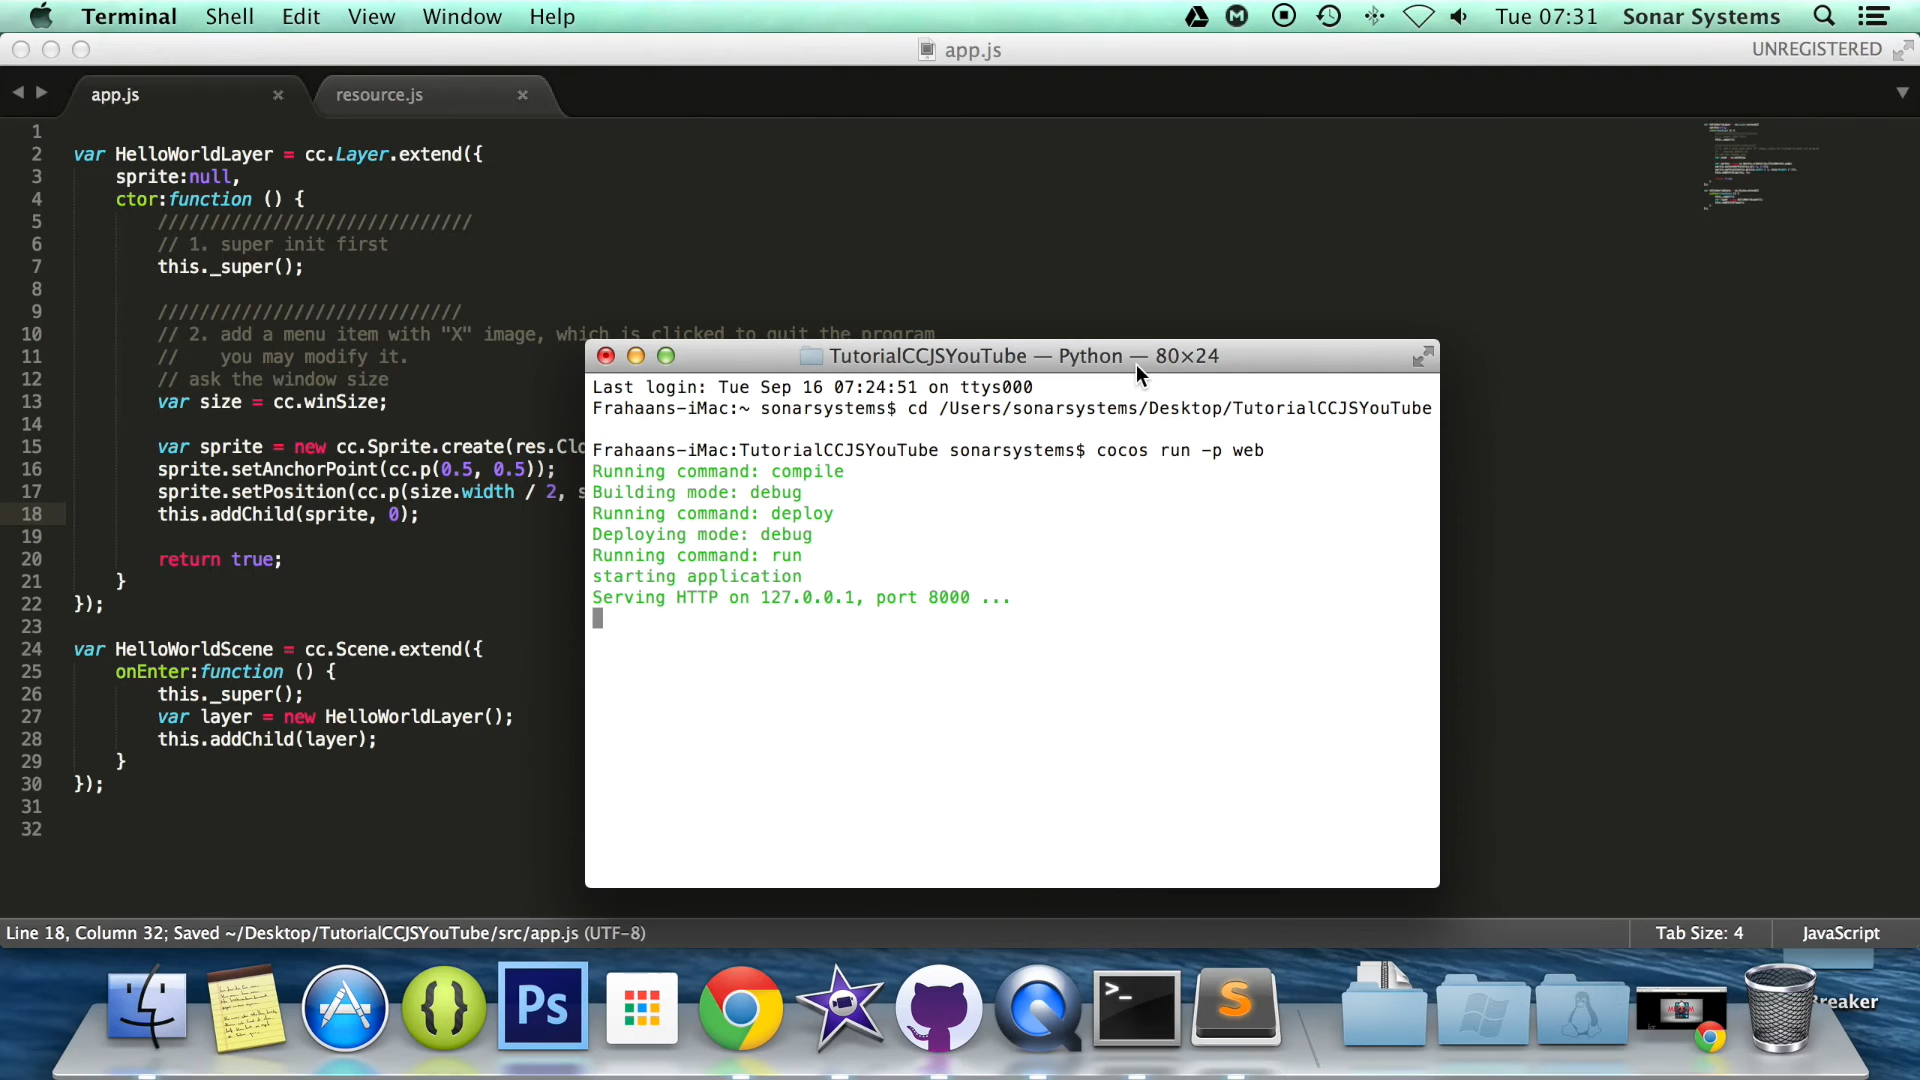 Terminal Shell Edit View Window Help Tue 07:31 Sonar Systems
app.js UNREGISTERED
app.js resource.js
1
2 var HelloWorldLayer = cc.Layer.extend({
3 sprite:null,
4 ctor:function () {
5 //////////////////////////////
6 // 1. super init first
7 this._super();
8
9 /////////////////////////////
10 // 2. add a menu item with "X" image, which is clicked to quit the program
11 //    you may modify it.
12 // ask the window size
13 var size = cc.winSize;
14
15 var sprite = new cc.Sprite.create(res.Clo
16 sprite.setAnchorPoint(cc.p(0.5, 0.5));
17 sprite.setPosition(cc.p(size.width / 2, s
18 this.addChild(sprite, 0);
19
20 return true;
21 }
22 });
23
24 var HelloWorldScene = cc.Scene.extend({
25 onEnter:function () {
26 this._super();
27 var layer = new HelloWorldLayer();
28 this.addChild(layer);
29 }
30 });
31
32
TutorialCCJSYouTube — Python — 80×24
Last login: Tue Sep 16 07:24:51 on ttys000
Frahaans-iMac:~ sonarsystems$ cd /Users/sonarsystems/Desktop/TutorialCCJSYouTube
Frahaans-iMac:TutorialCCJSYouTube sonarsystems$ cocos run -p web
Running command: compile
Building mode: debug
Running command: deploy
Deploying mode: debug
Running command: run
starting application
Serving HTTP on 127.0.0.1, port 8000 ...
Line 18, Column 32; Saved ~/Desktop/TutorialCCJSYouTube/src/app.js (UTF-8) Tab Size: 4 JavaScript
Ps
>_
S
Breaker